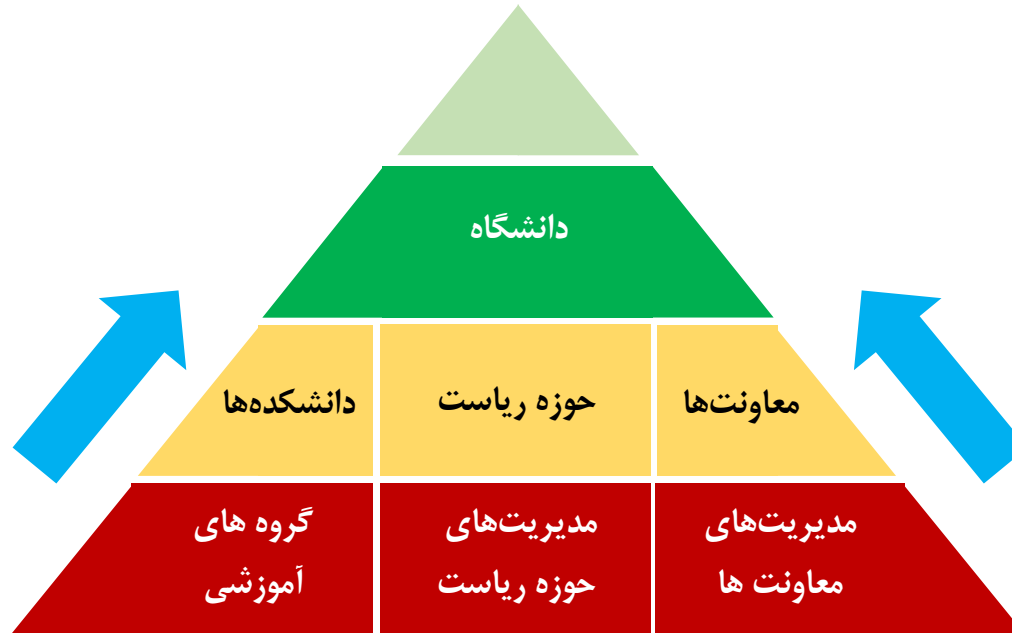 دانشگاه
معاونت‌ها
حوزه ریاست
دانشکده‌ها
مدیریت‌های
معاونت ها
مدیریت‌های
حوزه ریاست
گروه های
آموزشی